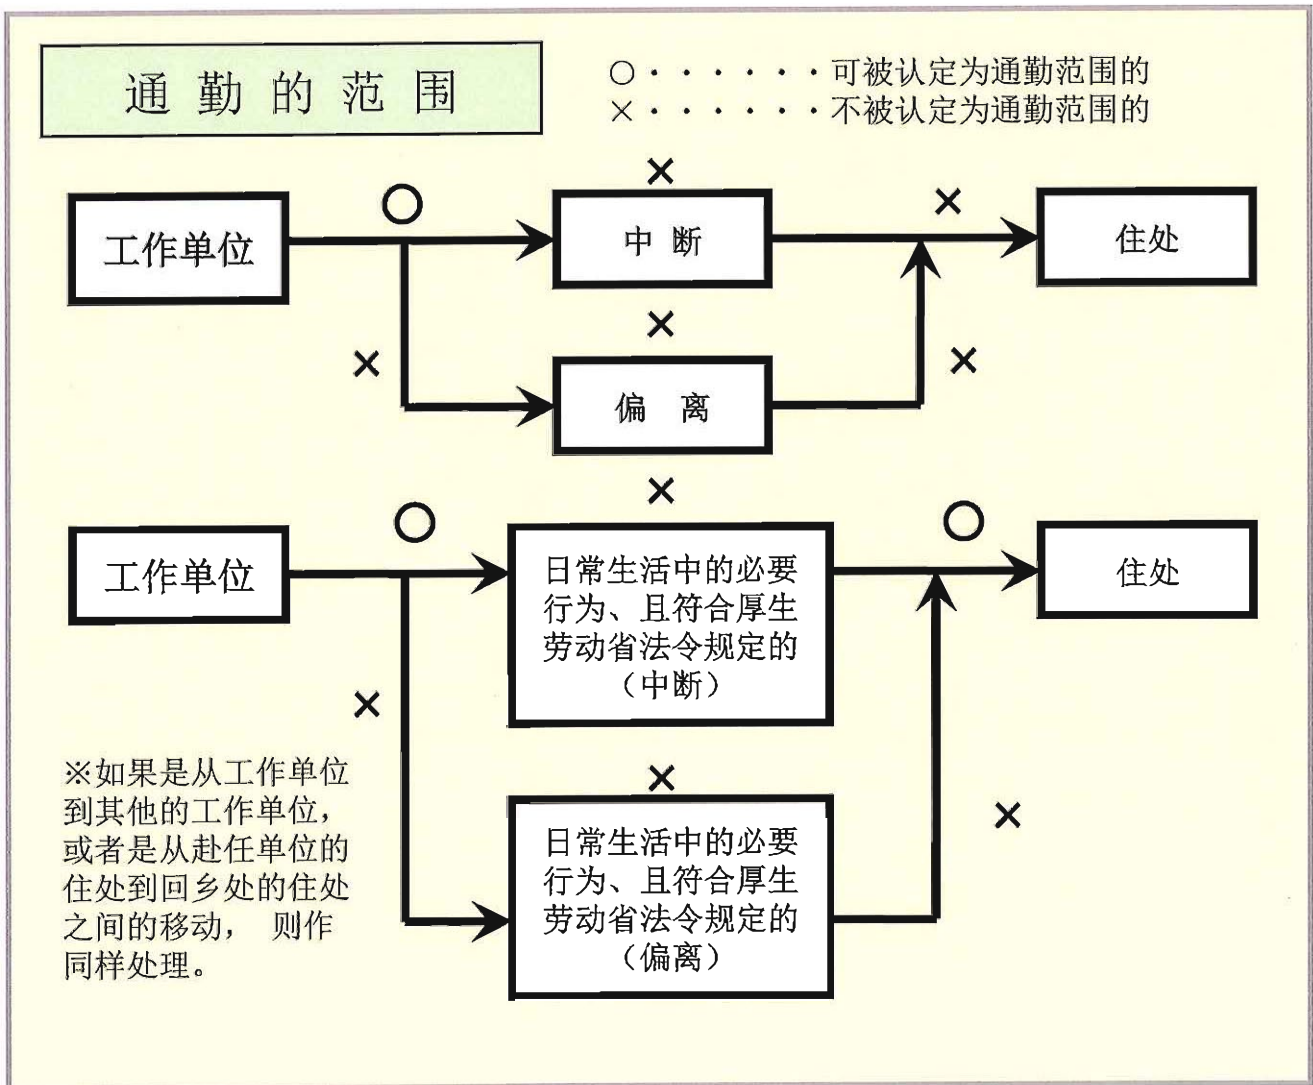 通勤的范围
○・・・・・・可被认定为通勤范围的
×・・・・・・不被认定为通勤范围的
×
○
×
工作单位
中 断
住处
×
×
×
偏 离
×
○
○
工作单位
日常生活中的必要
行为、且符合厚生
劳动省法令规定的
（中断）
住处
×
※如果是从工作单位
到其他的工作单位，
或者是从赴任单位的
住处到回乡处的住处
之间的移动， 则作
同样处理。
×
×
日常生活中的必要
行为、且符合厚生
劳动省法令规定的
（偏离）